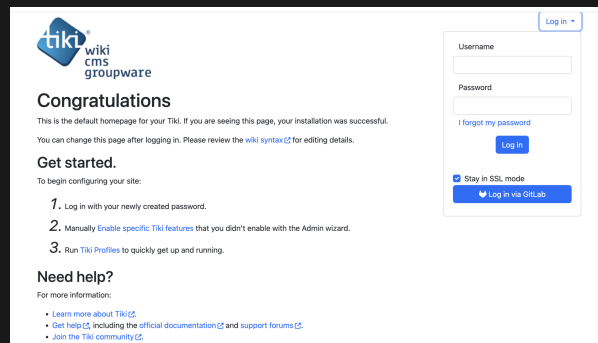 Log in
tiki®
wiki
cms
groupware
Username
Password
I forgot my password
Log in
Stay in SSL mode
Log in via GitLab
Congratulations
This is the default homepage for your Tiki. If you are seeing this page, your installation was successful.
You can change this page after logging in. Please review the wiki syntax for editing details.
Get started.
To begin configuring your site:
1. Log in with your newly created password.
2. Manually Enable specific Tiki features that you didn't enable with the Admin wizard.
3. Run Tiki Profiles to quickly get up and running.
Need help?
For more information:
• Learn more about Tiki.
• Get help, including the official documentation and support forums.
• Join the Tiki community.